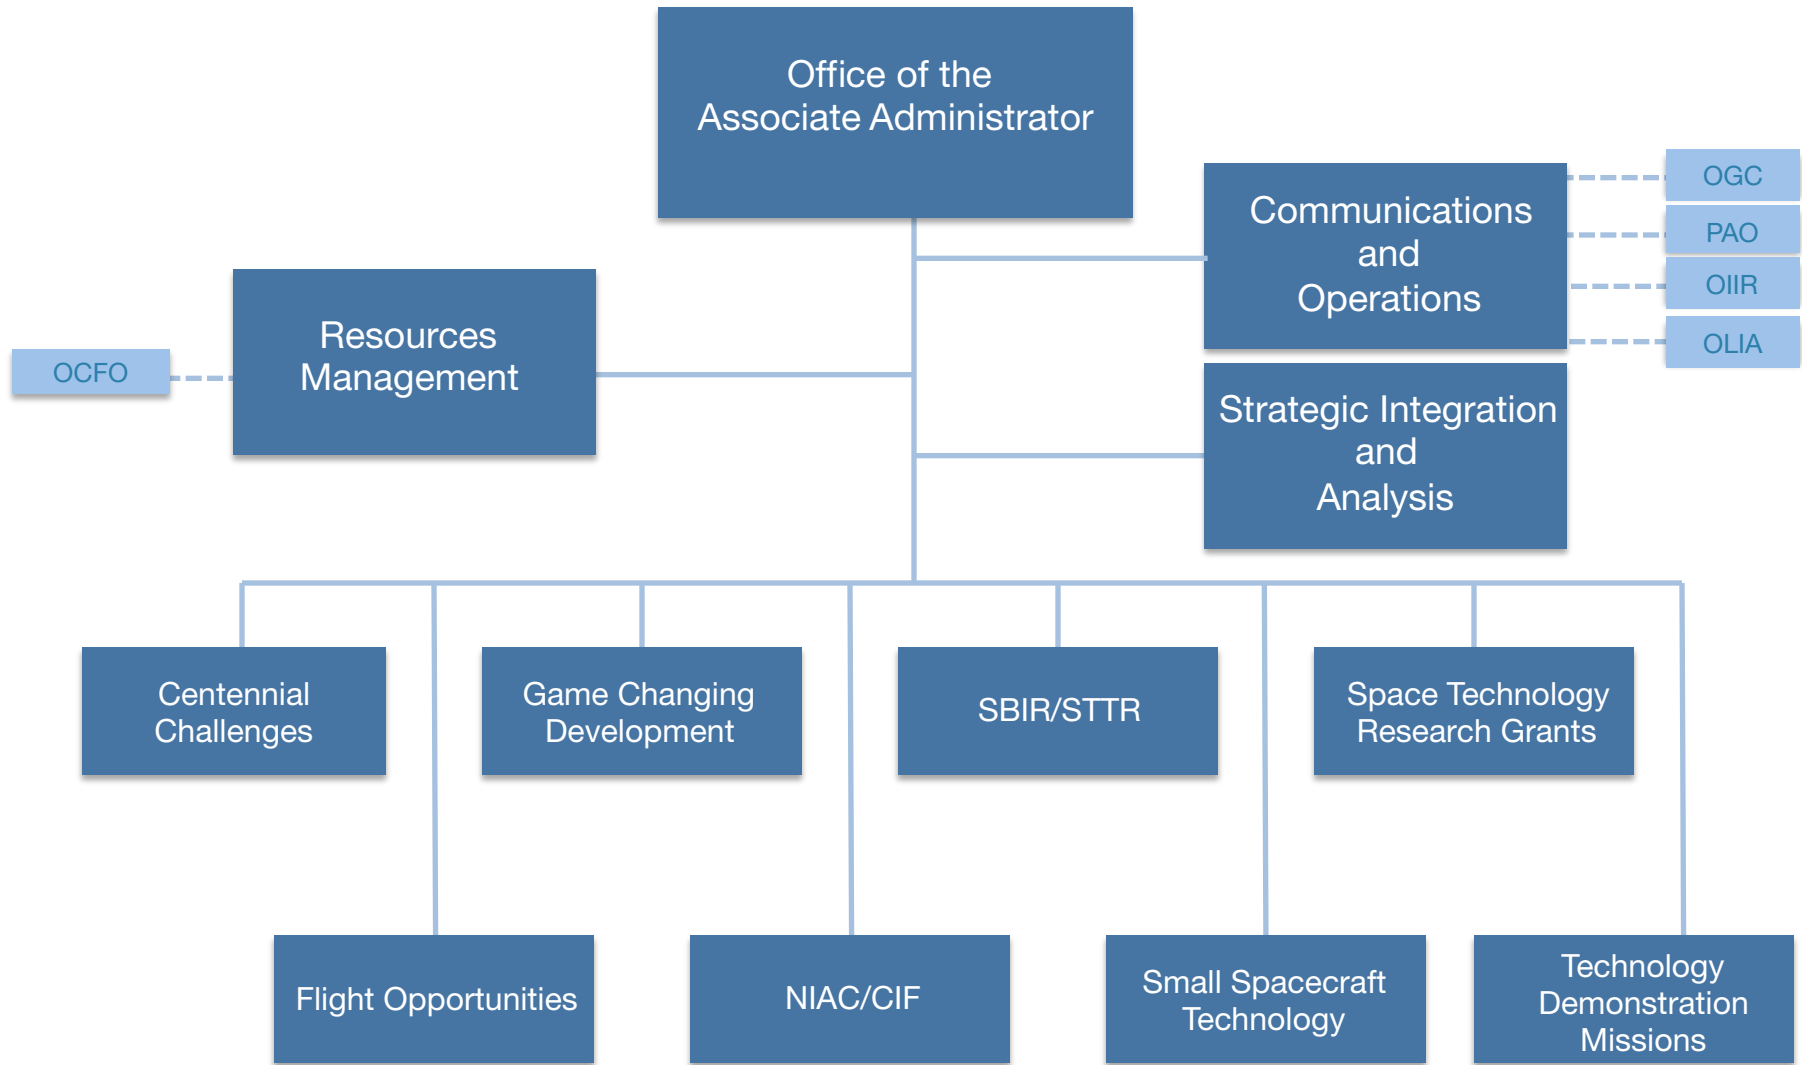 Office of the
Associate Administrator
Communications
and
Operations
OGC
PAO
OIIR
OLIA
Resources
Management
OCFO
Strategic Integration
and
Analysis
Centennial
Challenges
Game Changing
Development
SBIR/STTR
Space Technology
Research Grants
Flight Opportunities
NIAC/CIF
Small Spacecraft
Technology
Technology
Demonstration
Missions